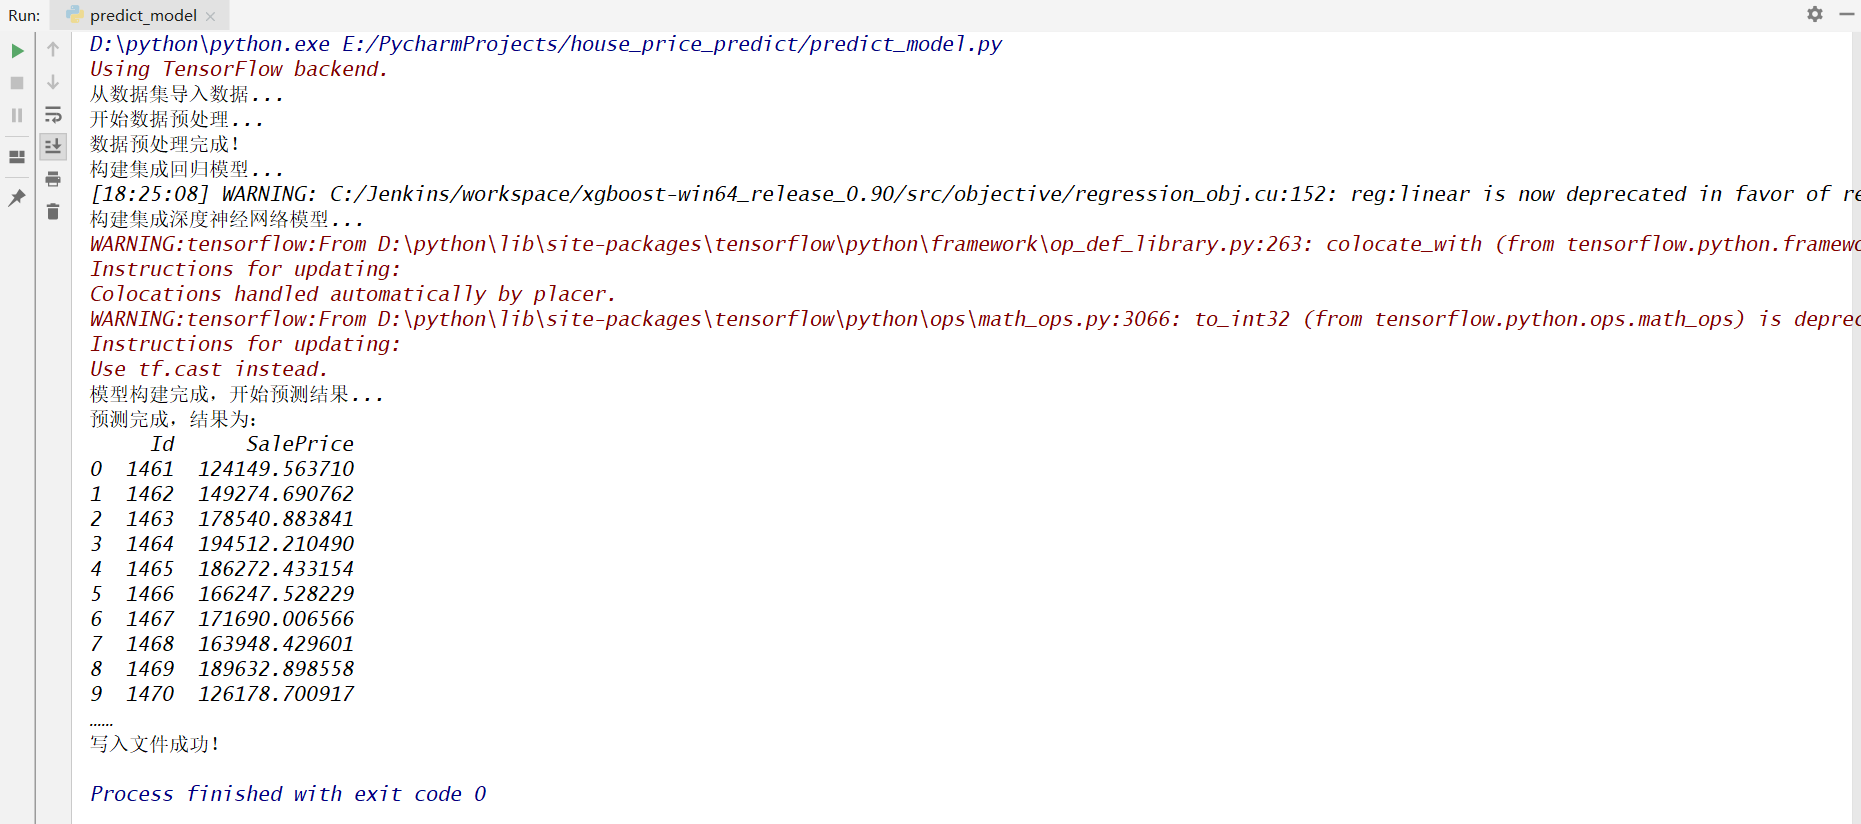 Run: predict_model
D:\python\python.exe E:/PycharmProjects/house_price_predict/predict_model.py
Using TensorFlow backend.
从数据集导入数据...
开始数据预处理...
数据预处理完成!
构建集成回归模型...
[18:25:08] WARNING: C:/Jenkins/workspace/xgboost-win64_release_0.90/src/objective/regression_obj.cu:152: reg:linear is now deprecated in favor of re
构建集成深度神经网络模型...
WARNING:tensorflow:From D:\python\lib\site-packages\tensorflow\python\framework\op_def_library.py:263: colocate_with (from tensorflow.python.framewo
Instructions for updating:
Colocations handled automatically by placer.
WARNING:tensorflow:From D:\python\lib\site-packages\tensorflow\python\ops\math_ops.py:3066: to_int32 (from tensorflow.python.ops.math_ops) is deprec
Instructions for updating:
Use tf.cast instead.
模型构建完成，开始预测结果...
预测完成，结果为：
Id SalePrice
0 1461 124149.563710
1 1462 149274.690762
2 1463 178540.883841
3 1464 194512.210490
4 1465 186272.433154
5 1466 166247.528229
6 1467 171690.006566
7 1468 163948.429601
8 1469 189632.898558
9 1470 126178.700917
……
写入文件成功!
Process finished with exit code 0